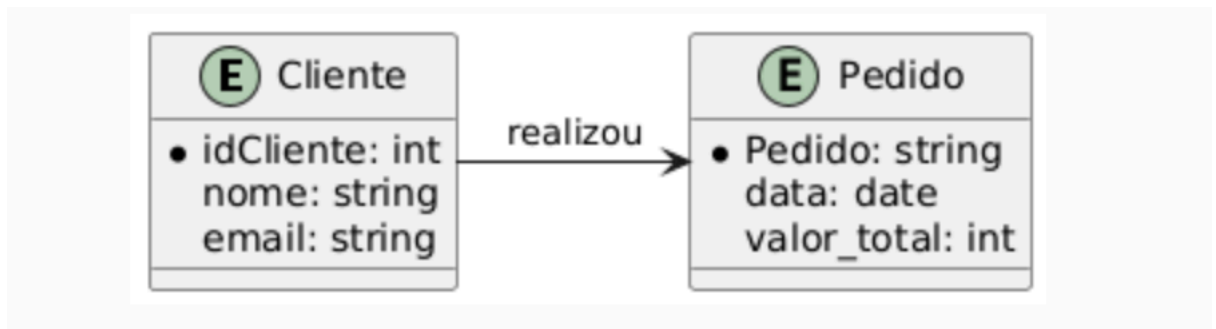 E Cliente
idCliente: int
nome: string
email: string
realizou
E Pedido
Pedido: string
data: date
valor_total: int